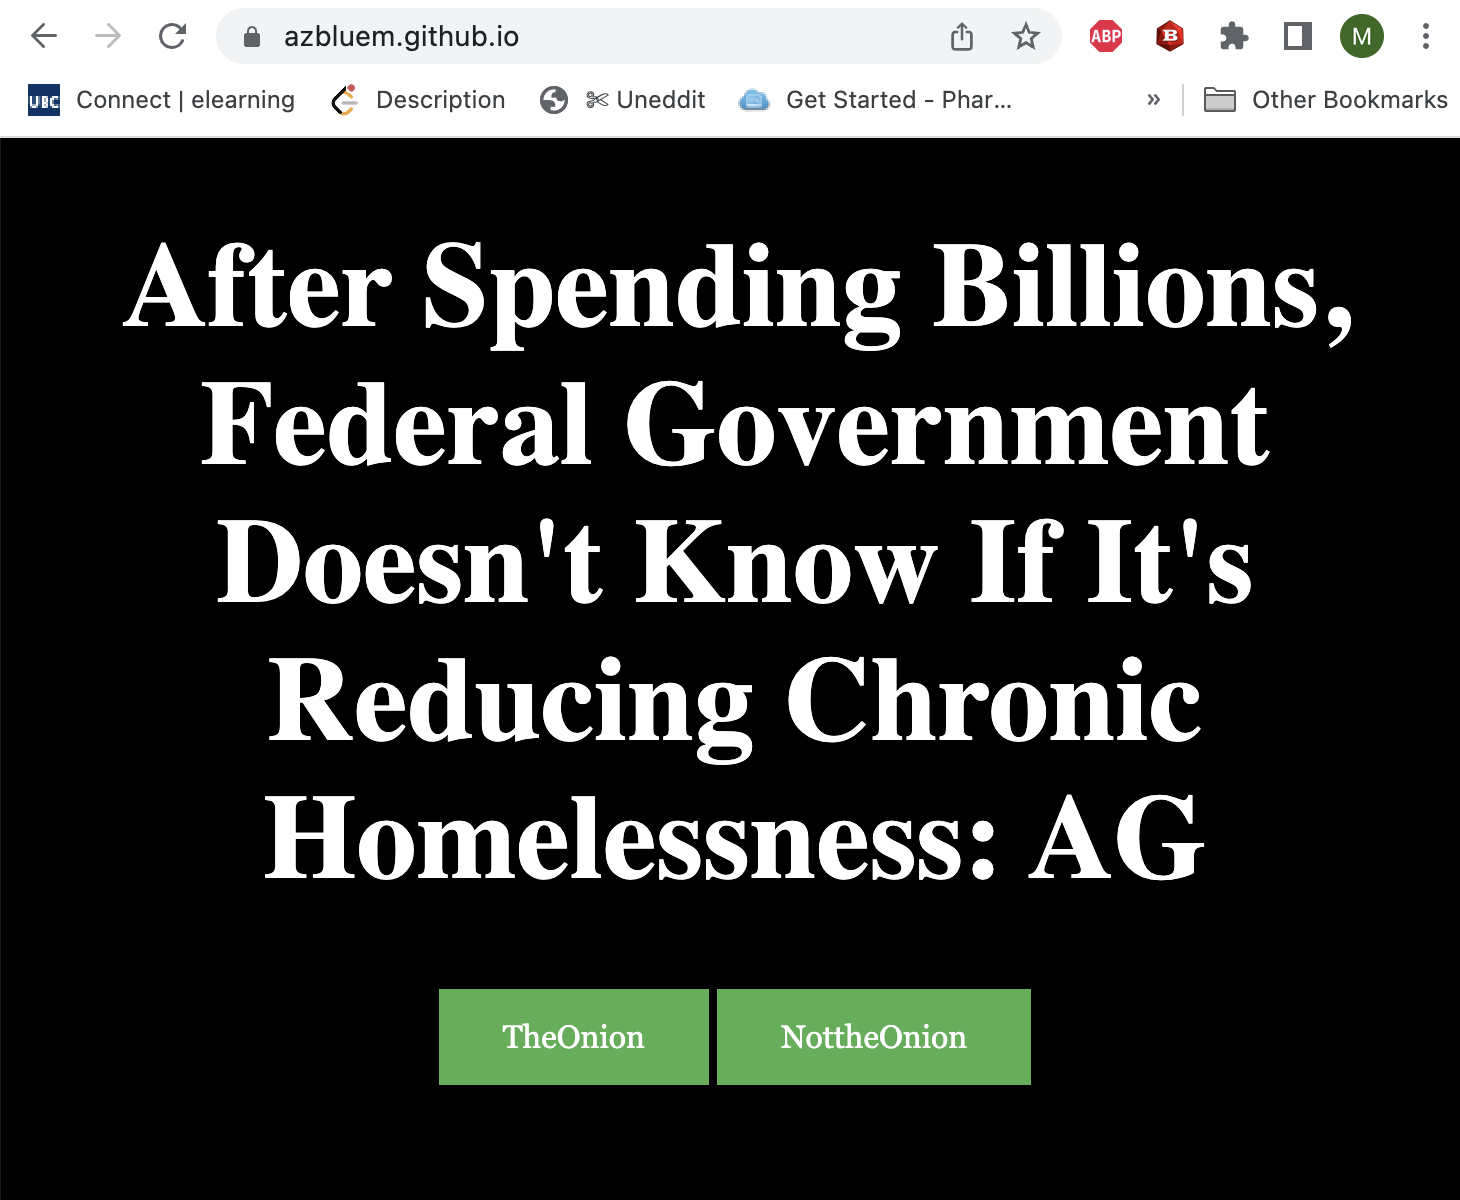 azbluem.github.io
ABP
B
M
UBC Connect | elearning Description ✂ Uneddit Get Started - Phar... » Other Bookmarks
After Spending Billions,
Federal Government
Doesn't Know If It's
Reducing Chronic
Homelessness: AG
TheOnion NottheOnion